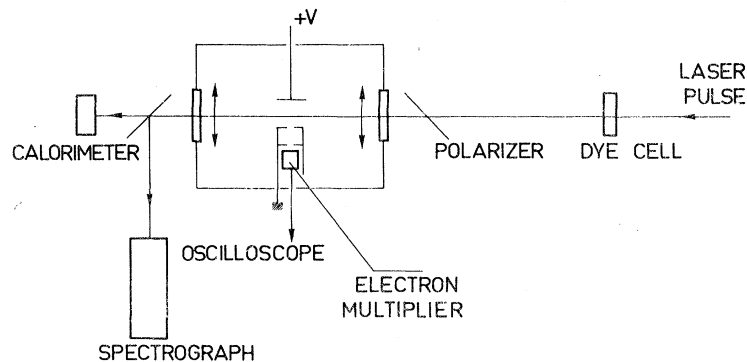 +V
LASER
PULSE
CALORIMETER
POLARIZER
DYE CELL
OSCILLOSCOPE
ELECTRON
MULTIPLIER
SPECTROGRAPH